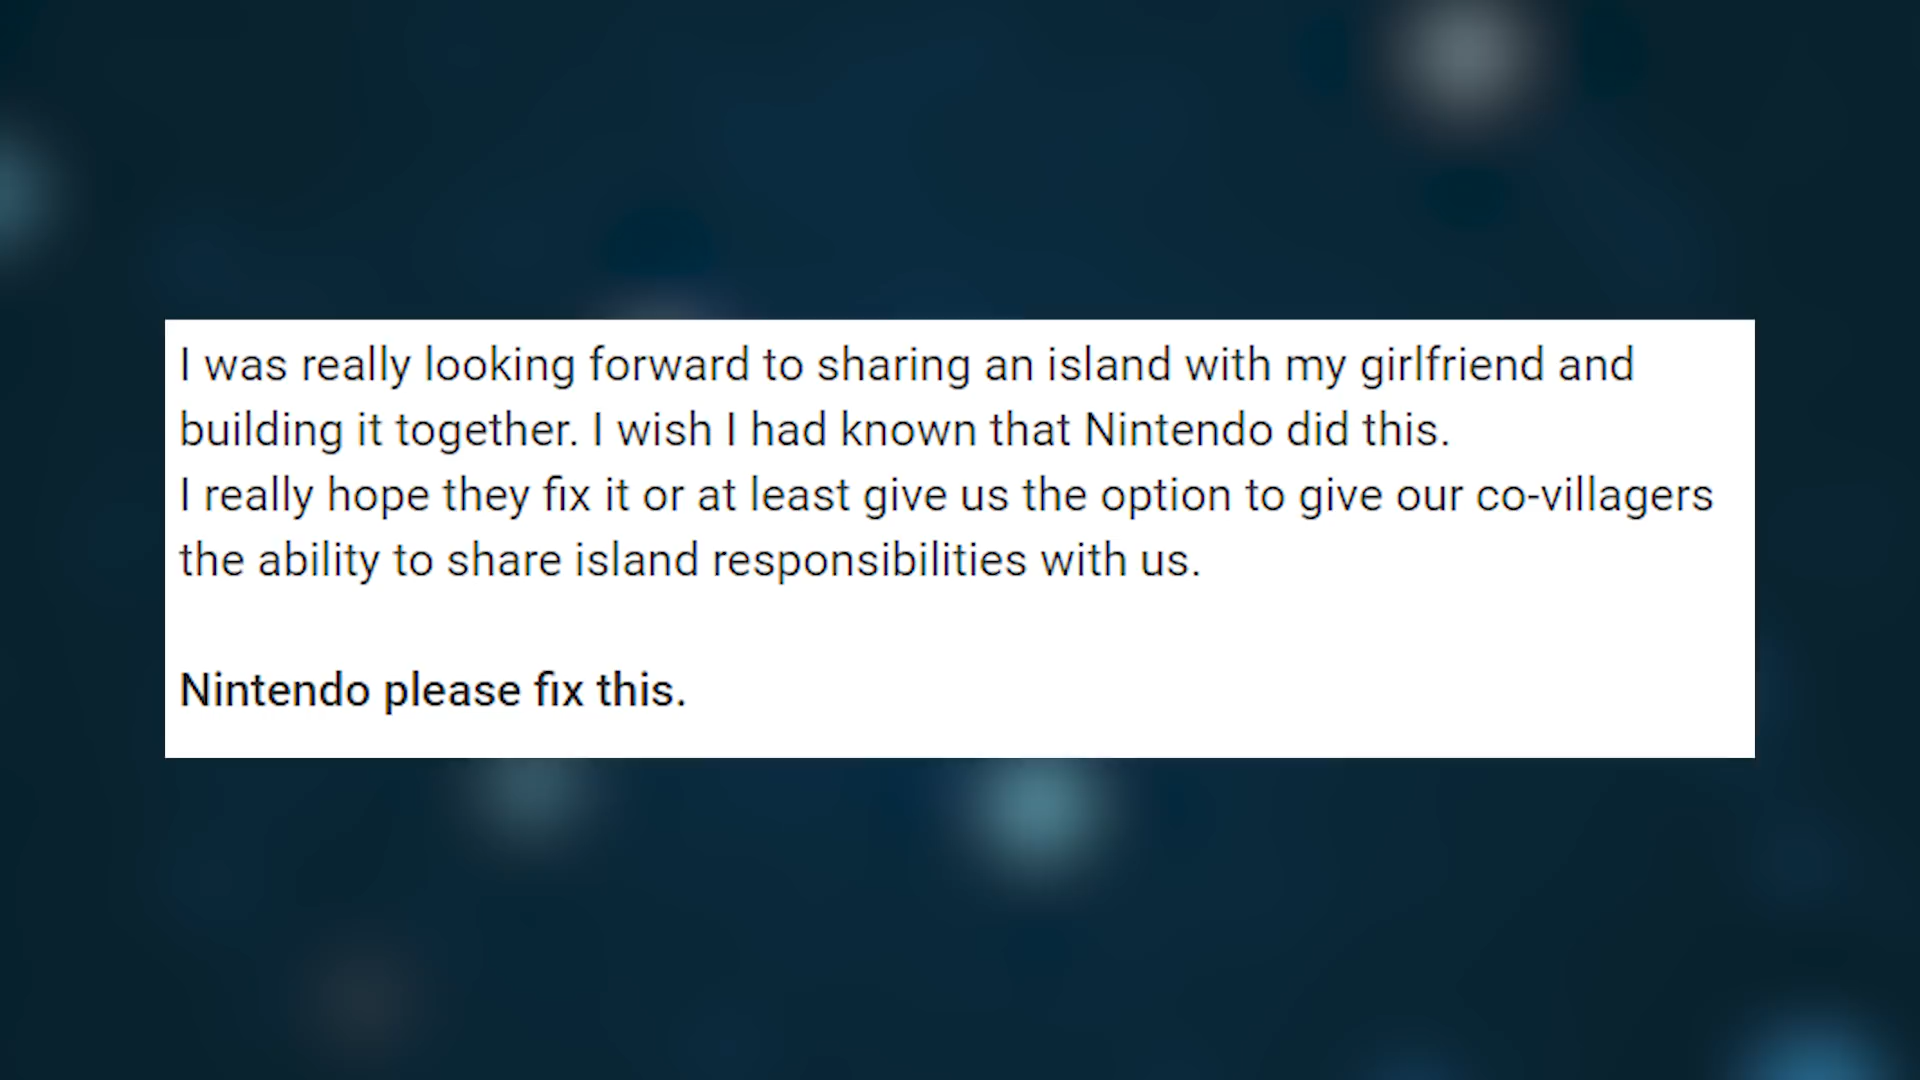 I was really looking forward to sharing an island with my girlfriend and
building it together. I wish I had known that Nintendo did this.
I really hope they fix it or at least give us the option to give our co-villagers
the ability to share island responsibilities with us.
Nintendo please fix this.